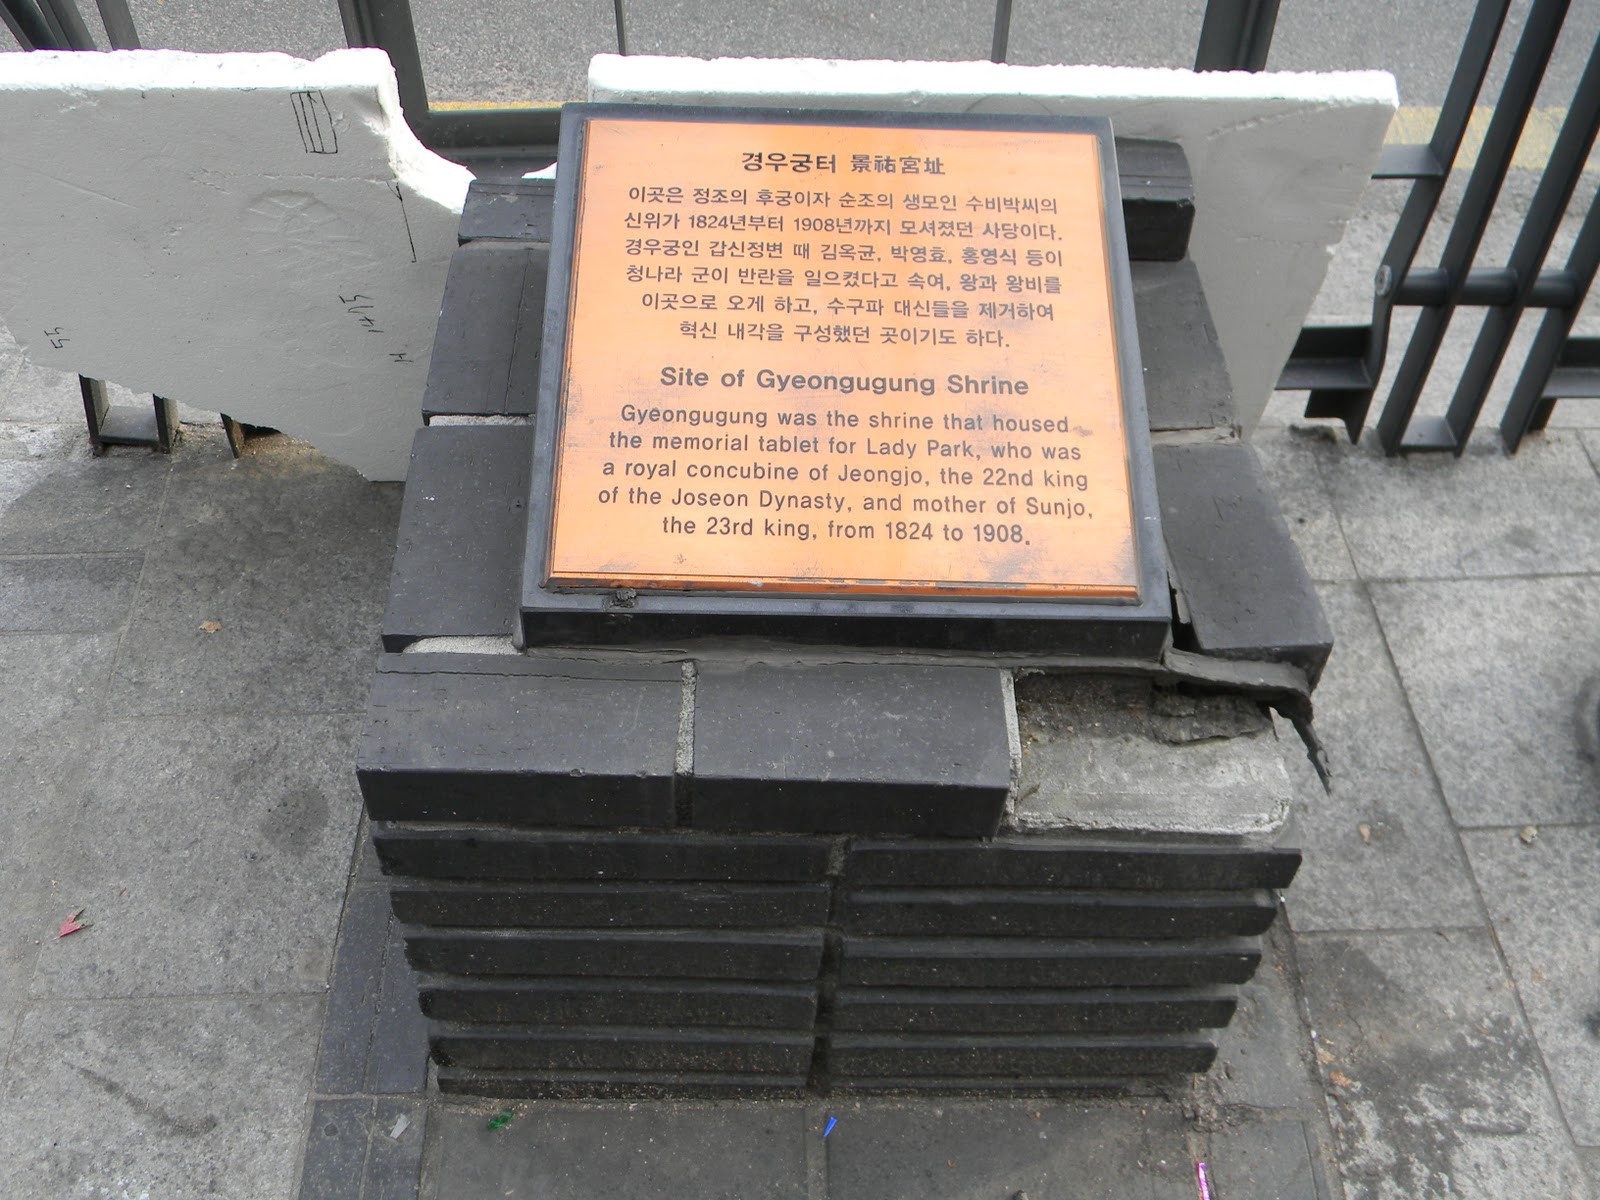 경우궁터 景祐宮址
이곳은 정조의 후궁이자 순조의 생모인 수비박씨의
신위가 1824년부터 1908년까지 모셔졌던 사당이다.
경우궁인 갑신정변 때 김옥균, 박영효, 홍영식 등이
청나라 군이 반란을 일으켰다고 속여, 왕과 왕비를
이곳으로 오게 하고, 수구파 대신들을 제거하여
혁신 내각을 구성했던 곳이기도 하다.
Site of Gyeongugung Shrine
Gyeongugung was the shrine that housed
the memorial tablet for Lady Park, who was
a royal concubine of Jeongjo, the 22nd king
of the Joseon Dynasty, and mother of Sunjo,
the 23rd king, from 1824 to 1908.